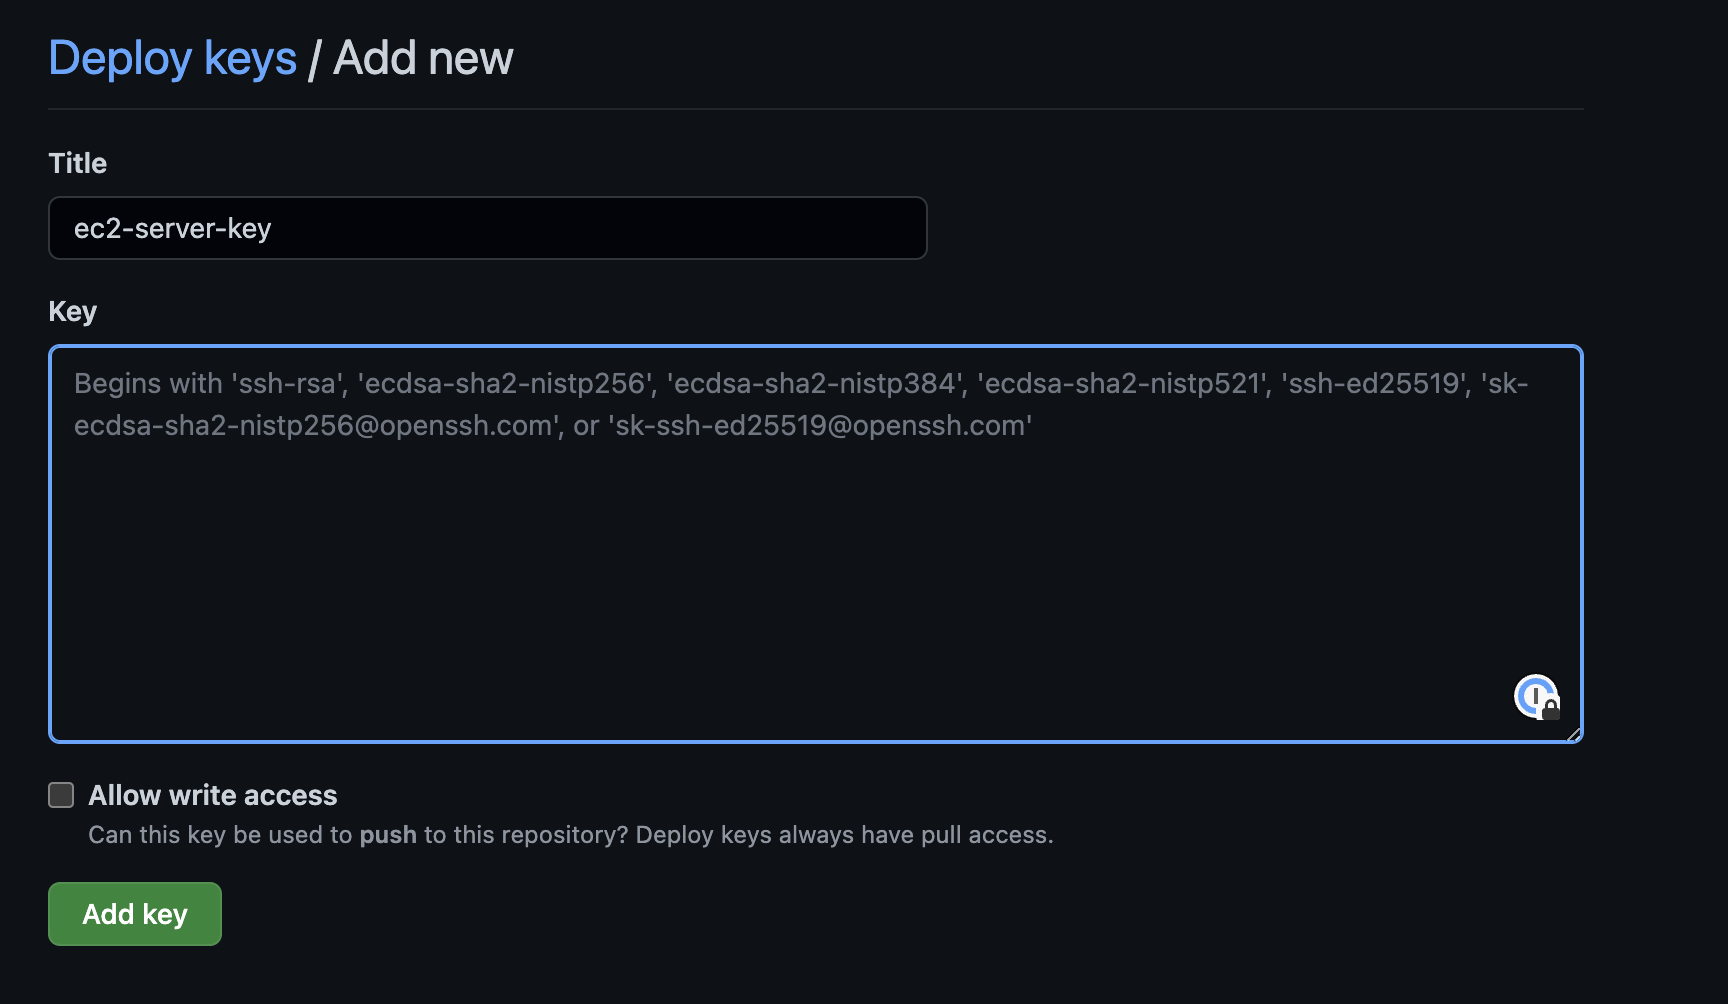 Deploy keys / Add new
Title
ec2-server-key
Key
Begins with 'ssh-rsa', 'ecdsa-sha2-nistp256', 'ecdsa-sha2-nistp384', 'ecdsa-sha2-nistp521', 'ssh-ed25519', 'sk-
ecdsa-sha2-nistp256@openssh.com', or 'sk-ssh-ed25519@openssh.com'
Allow write access
Can this key be used to push to this repository? Deploy keys always have pull access.
Add key